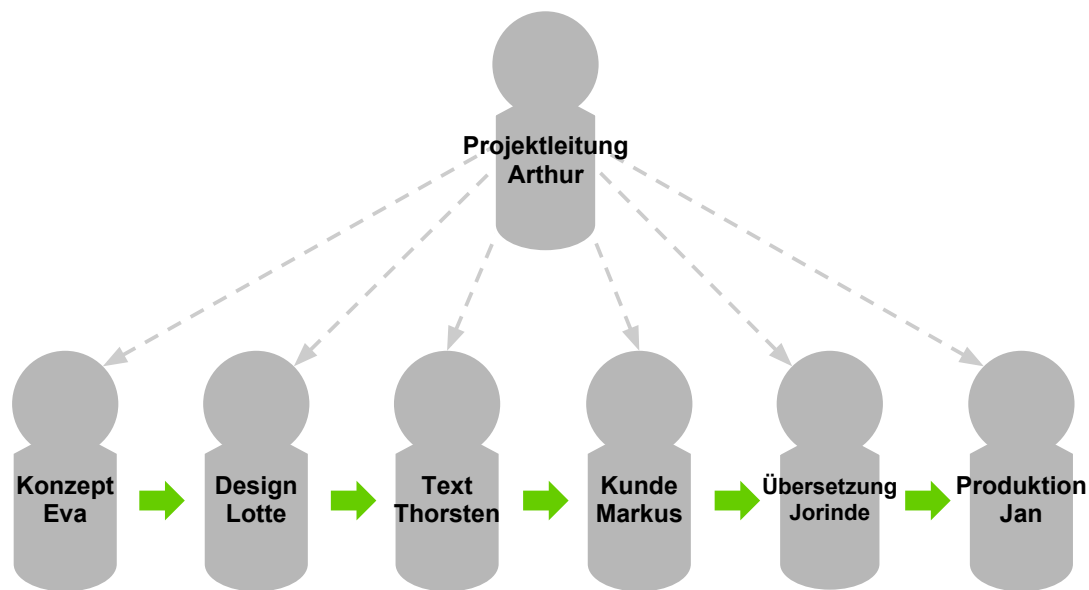 Projektleitung
Arthur
Konzept
Eva
Design
Lotte
Text
Thorsten
Kunde
Markus
Übersetzung
Jorinde
Produktion
Jan